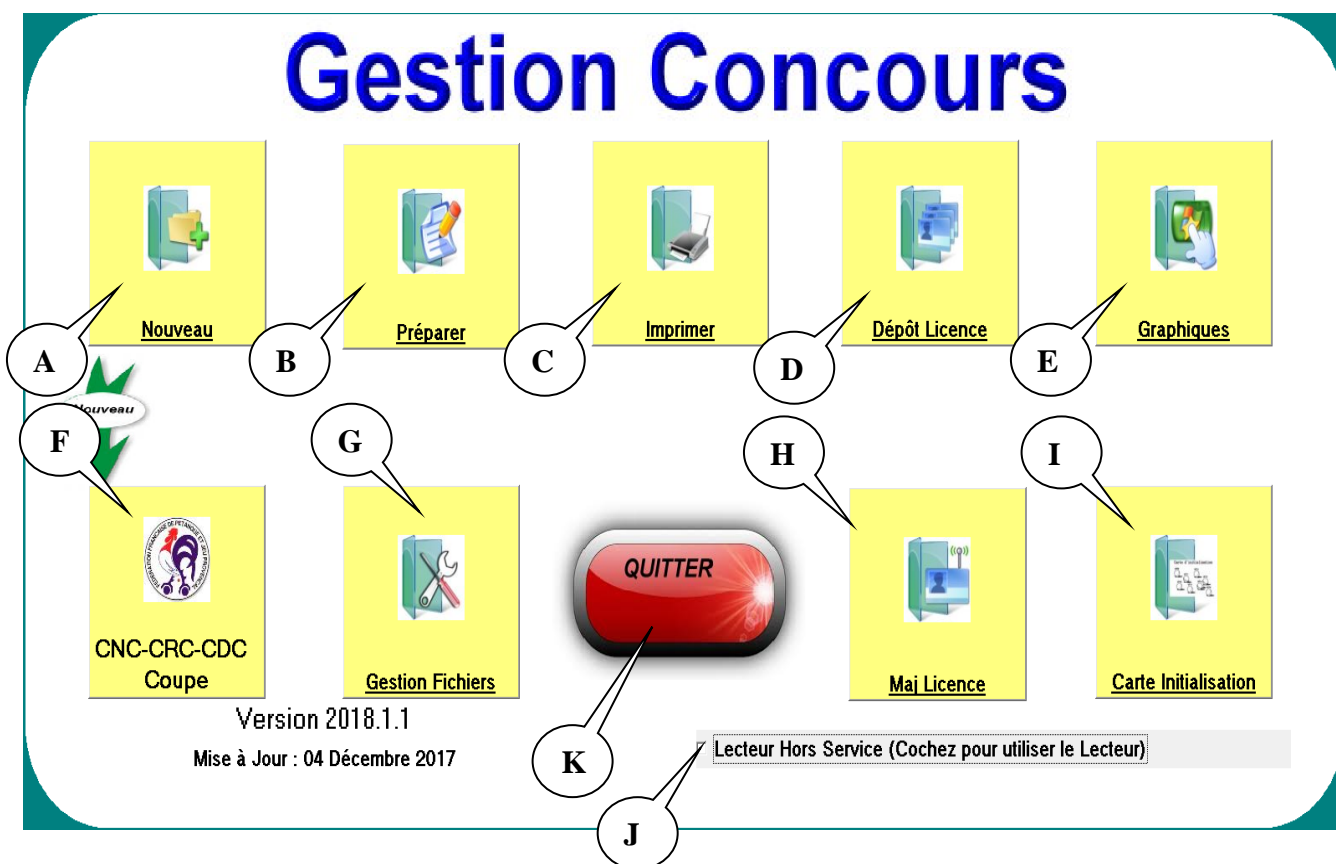 Gestion Concours
Nouveau
Préparer
Imprimer
Dépôt Licence
Graphiques
A
B
C
D
E
Nouveau
F
G
H
I
CNC-CRC-CDC
Coupe
Gestion Fichiers
QUITTER
Maj Licence
Carte Initialisation
Version 2018.1.1
Mise à Jour : 04 Décembre 2017
K
Lecteur Hors Service (Cochez pour utiliser le Lecteur)
J